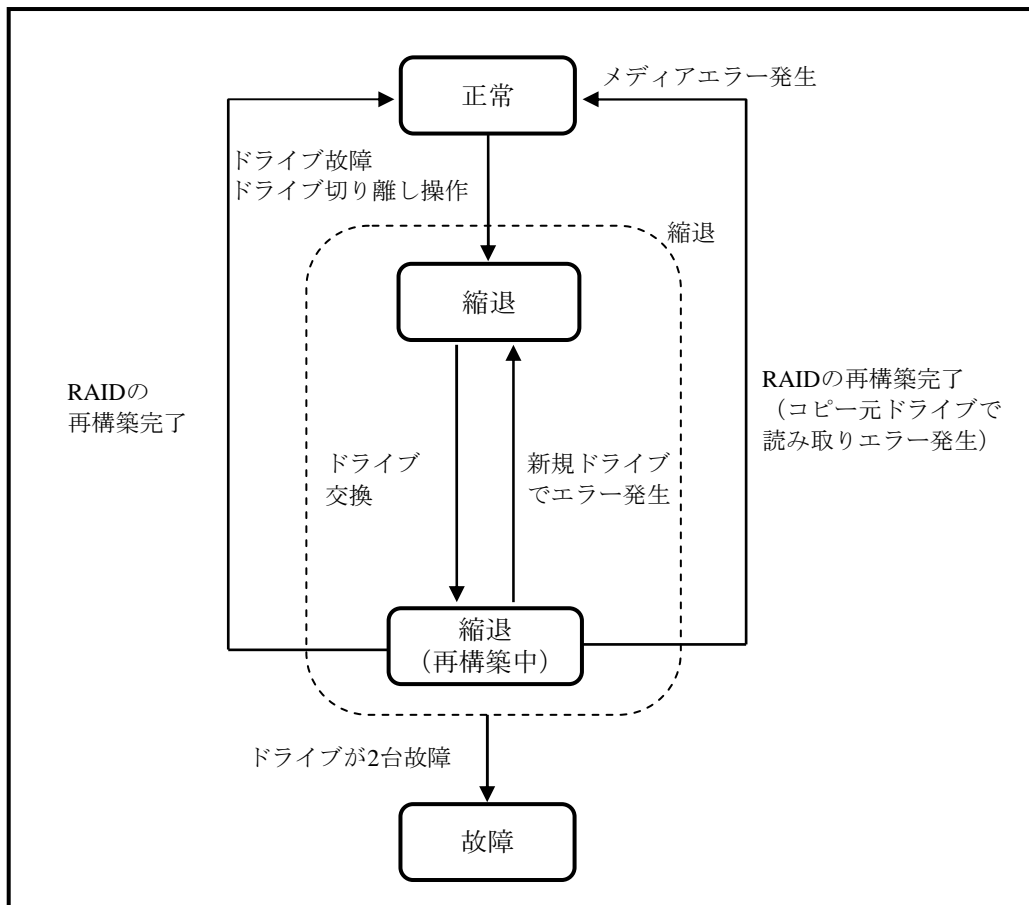 正常
メディアエラー発生
ドライブ故障
ドライブ切り離し操作
縮退
縮退
RAIDの
再構築完了
RAIDの再構築完了
（コピー元ドライブで
読み取りエラー発生）
ドライブ
交換
新規ドライブ
でエラー発生
縮退
（再構築中）
ドライブが2台故障
故障